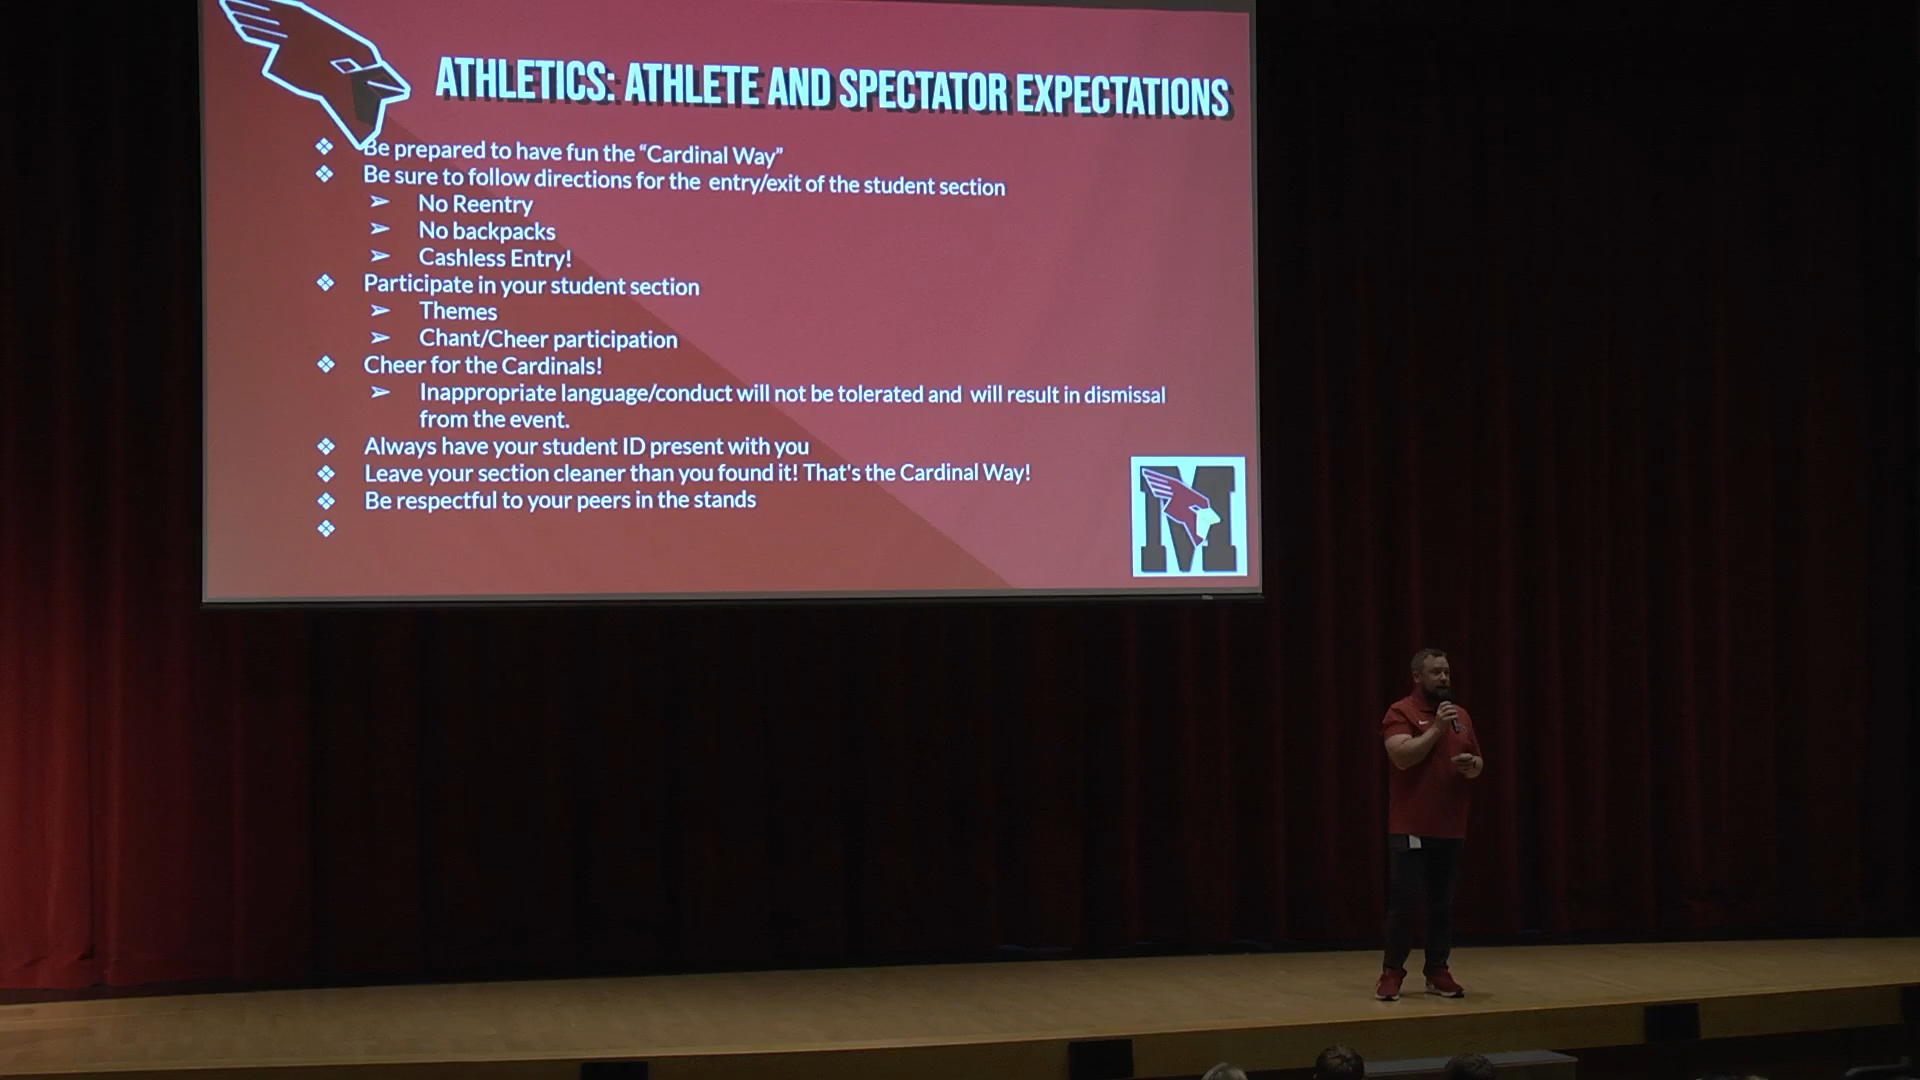 ATHLETICS: ATHLETE AND SPECTATOR EXPECTATIONS
Be prepared to have fun the “Cardinal Way”
Be sure to follow directions for the entry/exit of the student section
No Reentry
No backpacks
Cashless Entry!
Participate in your student section
Themes
Chant/Cheer participation
Cheer for the Cardinals!
Inappropriate language/conduct will not be tolerated and will result in dismissal
from the event.
Always have your student ID present with you
Leave your section cleaner than you found it! That's the Cardinal Way!
Be respectful to your peers in the stands
M